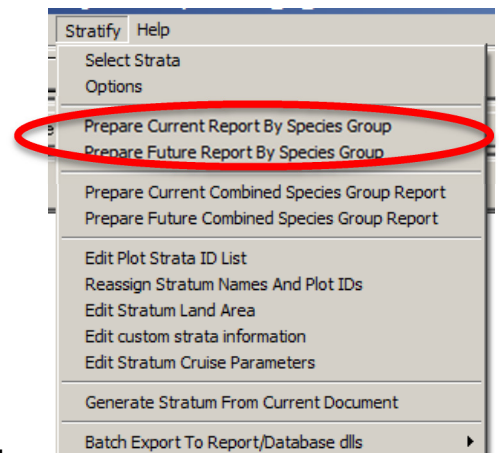 Stratify Help
Select Strata
Options
Prepare Current Report By Species Group
Prepare Future Report By Species Group
Prepare Current Combined Species Group Report
Prepare Future Combined Species Group Report
Edit Plot Strata ID List
Reassign Stratum Names And Plot IDs
Edit Stratum Land Area
Edit custom strata information
Edit Stratum Cruise Parameters
Generate Stratum From Current Document
Batch Export To Report/Database dlls